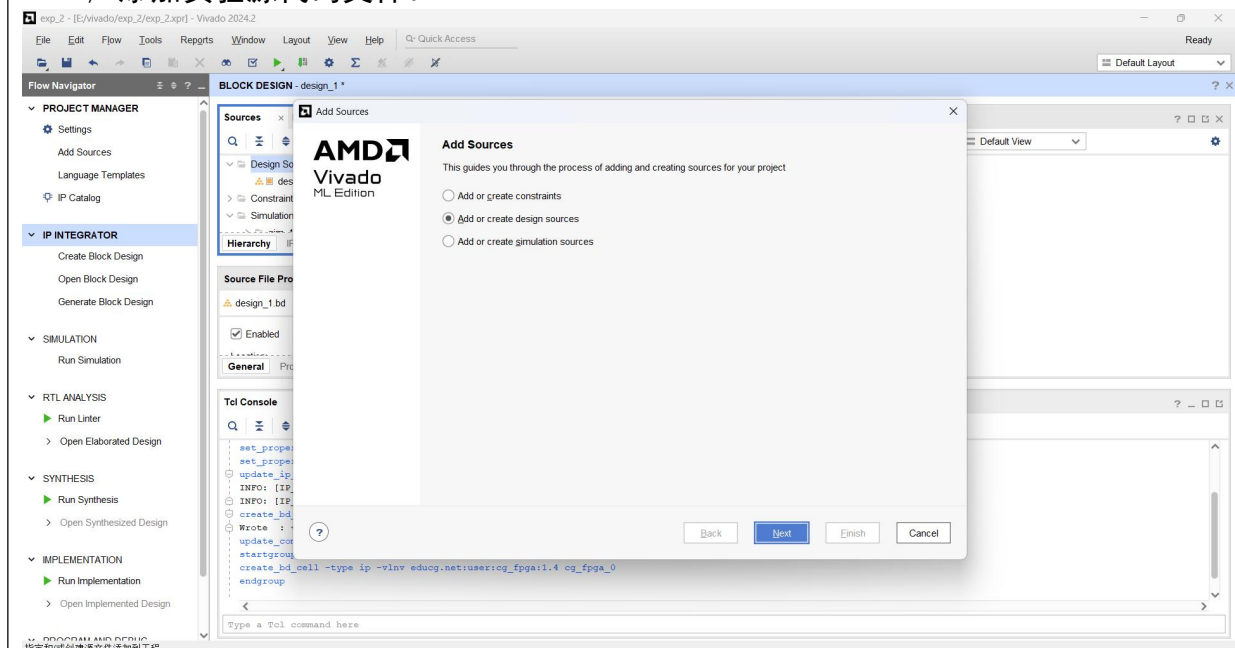 exp_2 - [E:/vivado/exp_2/exp_2.xpr] - Vivado 2024.2
File Edit Flow Tools Reports Window Layout View Help Q- Quick Access
Ready
Default Layout
Flow Navigator
BLOCK DESIGN - design_1 *
PROJECT MANAGER
Settings
Add Sources
Language Templates
IP Catalog
IP INTEGRATOR
Create Block Design
Open Block Design
Generate Block Design
SIMULATION
Run Simulation
RTL ANALYSIS
Run Linter
Open Elaborated Design
SYNTHESIS
Run Synthesis
Open Synthesized Design
IMPLEMENTATION
Run Implementation
Open Implemented Design
Sources
Design So
des
Constraint
Simulation
Hierarchy IF
Source File Pro
design_1.bd
Enabled
General Pro
Default View
Add Sources
AMD
Vivado
ML Edition
Add Sources
This guides you through the process of adding and creating sources for your project
Add or create constraints
Add or create design sources
Add or create simulation sources
?
Back Next Finish Cancel
Tcl Console
set_prope
set_prope
update_ip
INFO: [IP
INFO: [IP
create_bd
Wrote :
update_co
startgrou
create_bd_cell -type ip -vlnv educg.net:user:cg_fpga:1.4 cg_fpga_0
endgroup
Type a Tcl command here